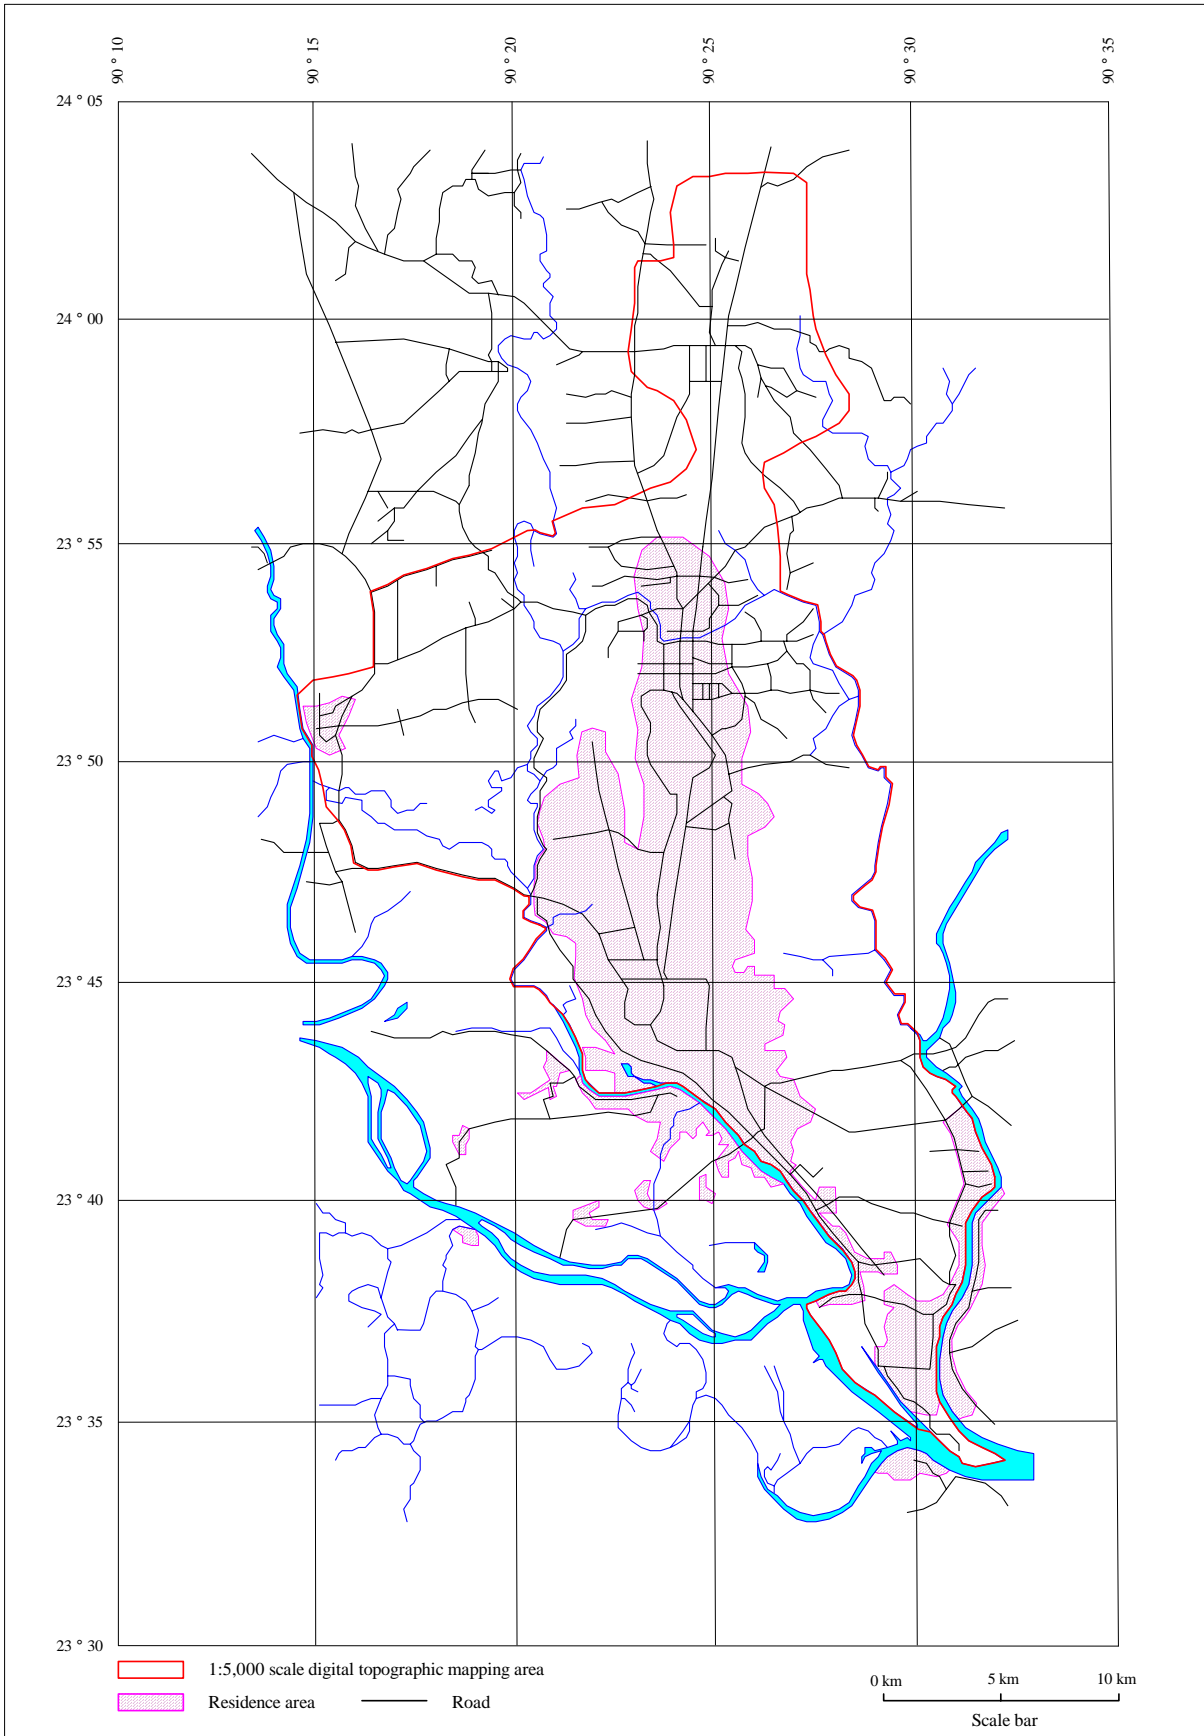 90 ° 10
90 ° 15
90 ° 20
90 ° 25
90 ° 30
90 ° 35
24 ° 05
24 ° 00
23 ° 55
23 ° 50
23 ° 45
23 ° 40
23 ° 35
23 ° 30
1:5,000 scale digital topographic mapping area
Residence area
Road
0 km
5 km
10 km
Scale bar